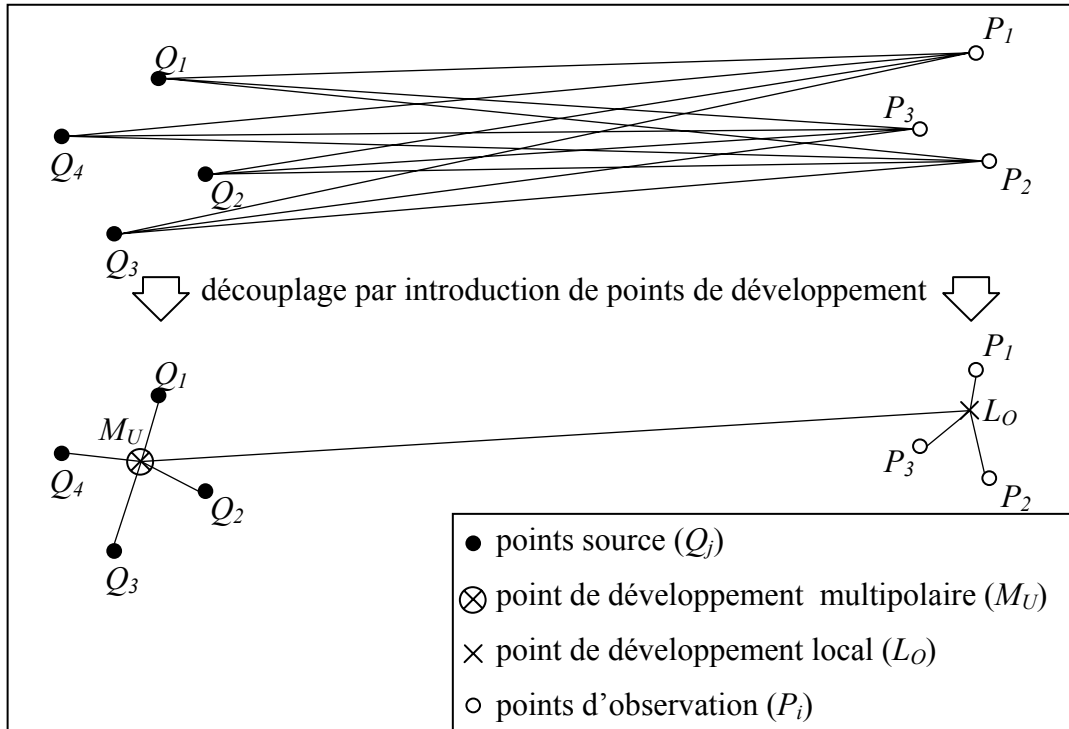 P1
Q1
P3
Q4
Q2
P2
Q3
découplage par introduction de points de développement
P1
Q1
MU
LO
Q4
P3
Q2
P2
Q3
points source (Qj)
point de développement multipolaire (MU)
point de développement local (LO)
points d’observation (Pi)